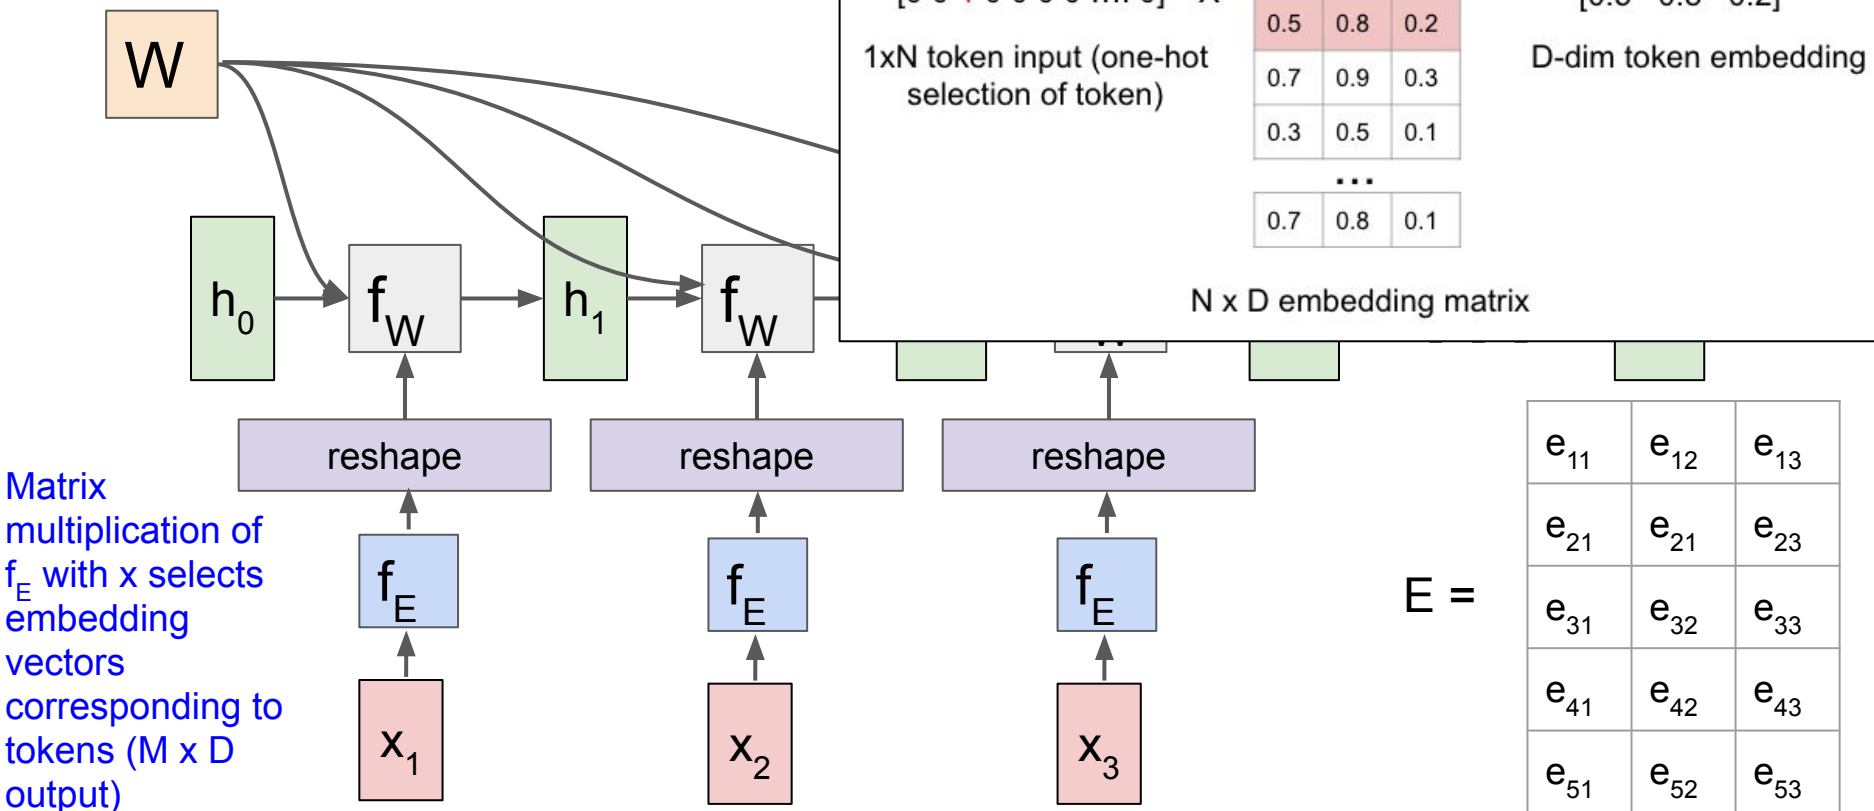 W
1xN token input (one-hot
selection of token)
0.5 0.8 0.2
0.7 0.9 0.3
0.3 0.5 0.1
...
0.7 0.8 0.1
D-dim token embedding
N x D embedding matrix
h0
fW
h1
fW
reshape
reshape
reshape
Matrix
multiplication of
fE with x selects
embedding
vectors
corresponding to
tokens (M x D
output)
fE
fE
fE
x1
x2
x3
E =
e11 e12 e13
e21 e21 e23
e31 e32 e33
e41 e42 e43
e51 e52 e53